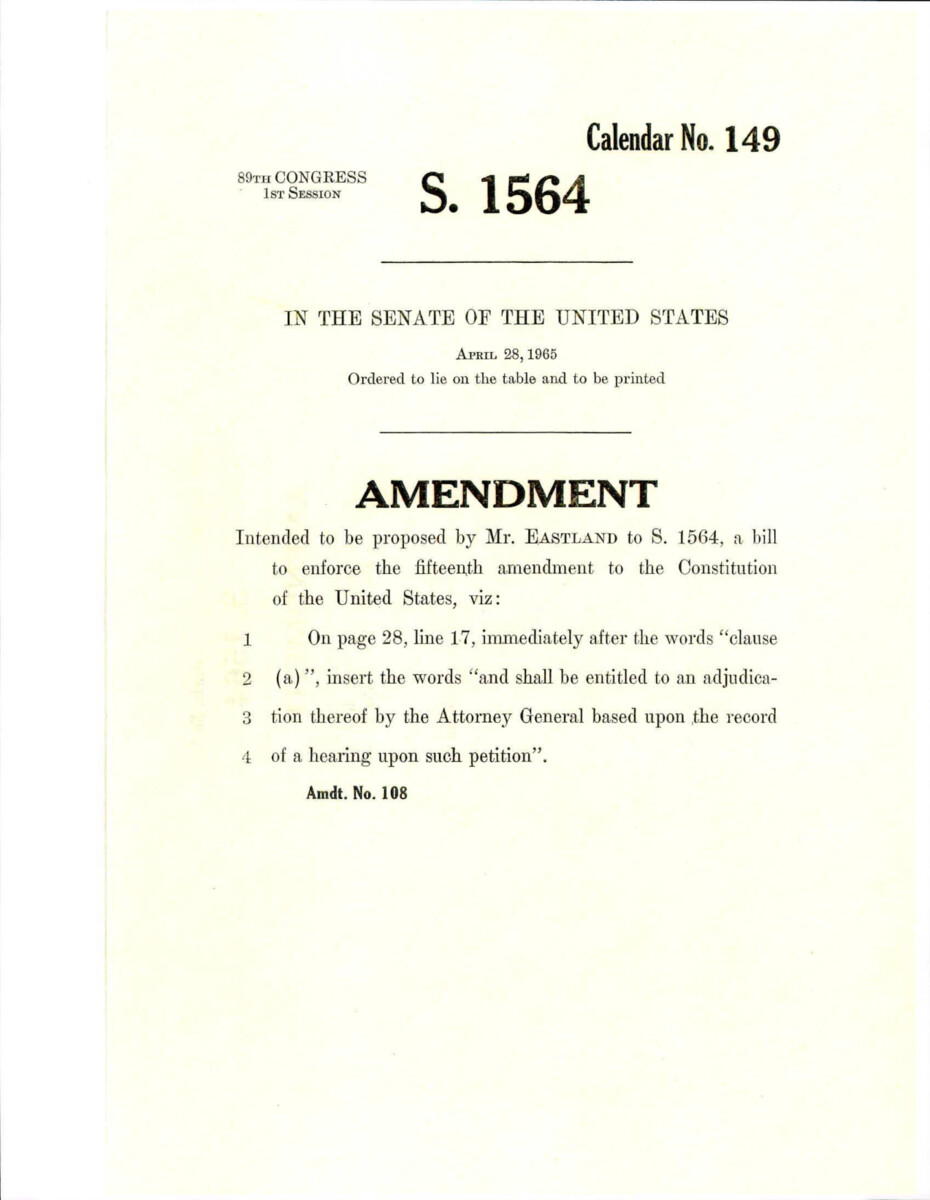 Calendar No. 149
89TH CONGRESS
1ST SESSION
S. 1564
IN THE SENATE OF THE UNITED STATES
APRIL 28, 1965
Ordered to lie on the table and to be printed
AMENDMENT
Intended to be proposed by Mr. EASTLAND to S. 1564, a bill
to enforce the fifteenth amendment to the Constitution
of the United States, viz:
1 On page 28, line 17, immediately after the words “clause
2 (a)”, insert the words “and shall be entitled to an adjudica-
3 tion thereof by the Attorney General based upon the record
4 of a hearing upon such petition”.
Amdt. No. 108